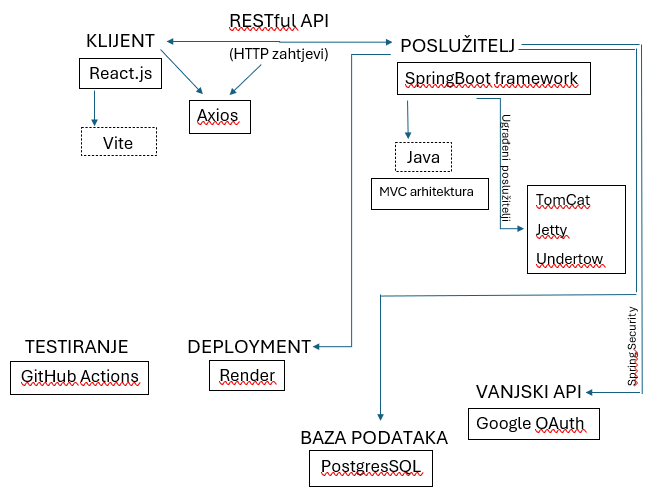 RESTful API
KLIJENT
POSLUŽITELJ
(HTTP zahtjevi)
React.js
SpringBoot framework
Axios
Ugrađeni poslužitelji
Vite
Java
MVC arhitektura
TomCat
Jetty
Undertow
Spring Security
TESTIRANJE
DEPLOYMENT
GitHub Actions
Render
VANJSKI API
Google OAuth
BAZA PODATAKA
PostgresSQL